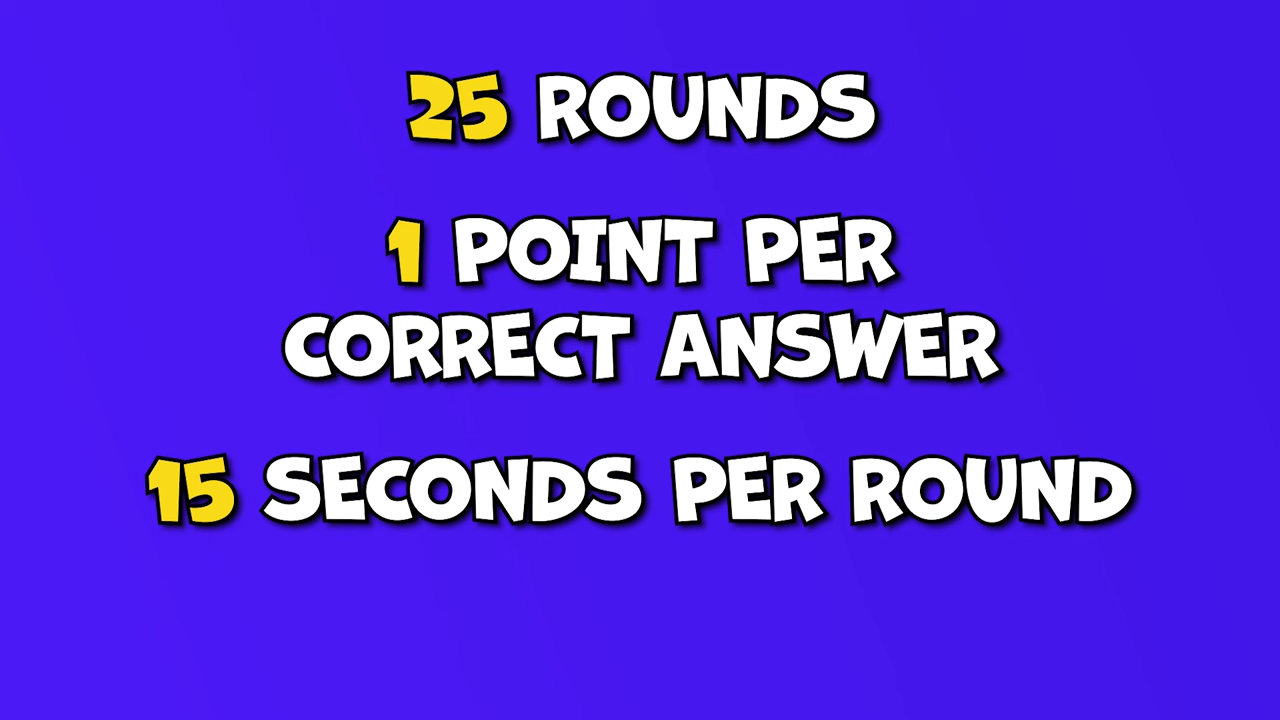 25 ROUNDS
1 POINT PER
CORRECT ANSWER
15 SECONDS PER ROUND